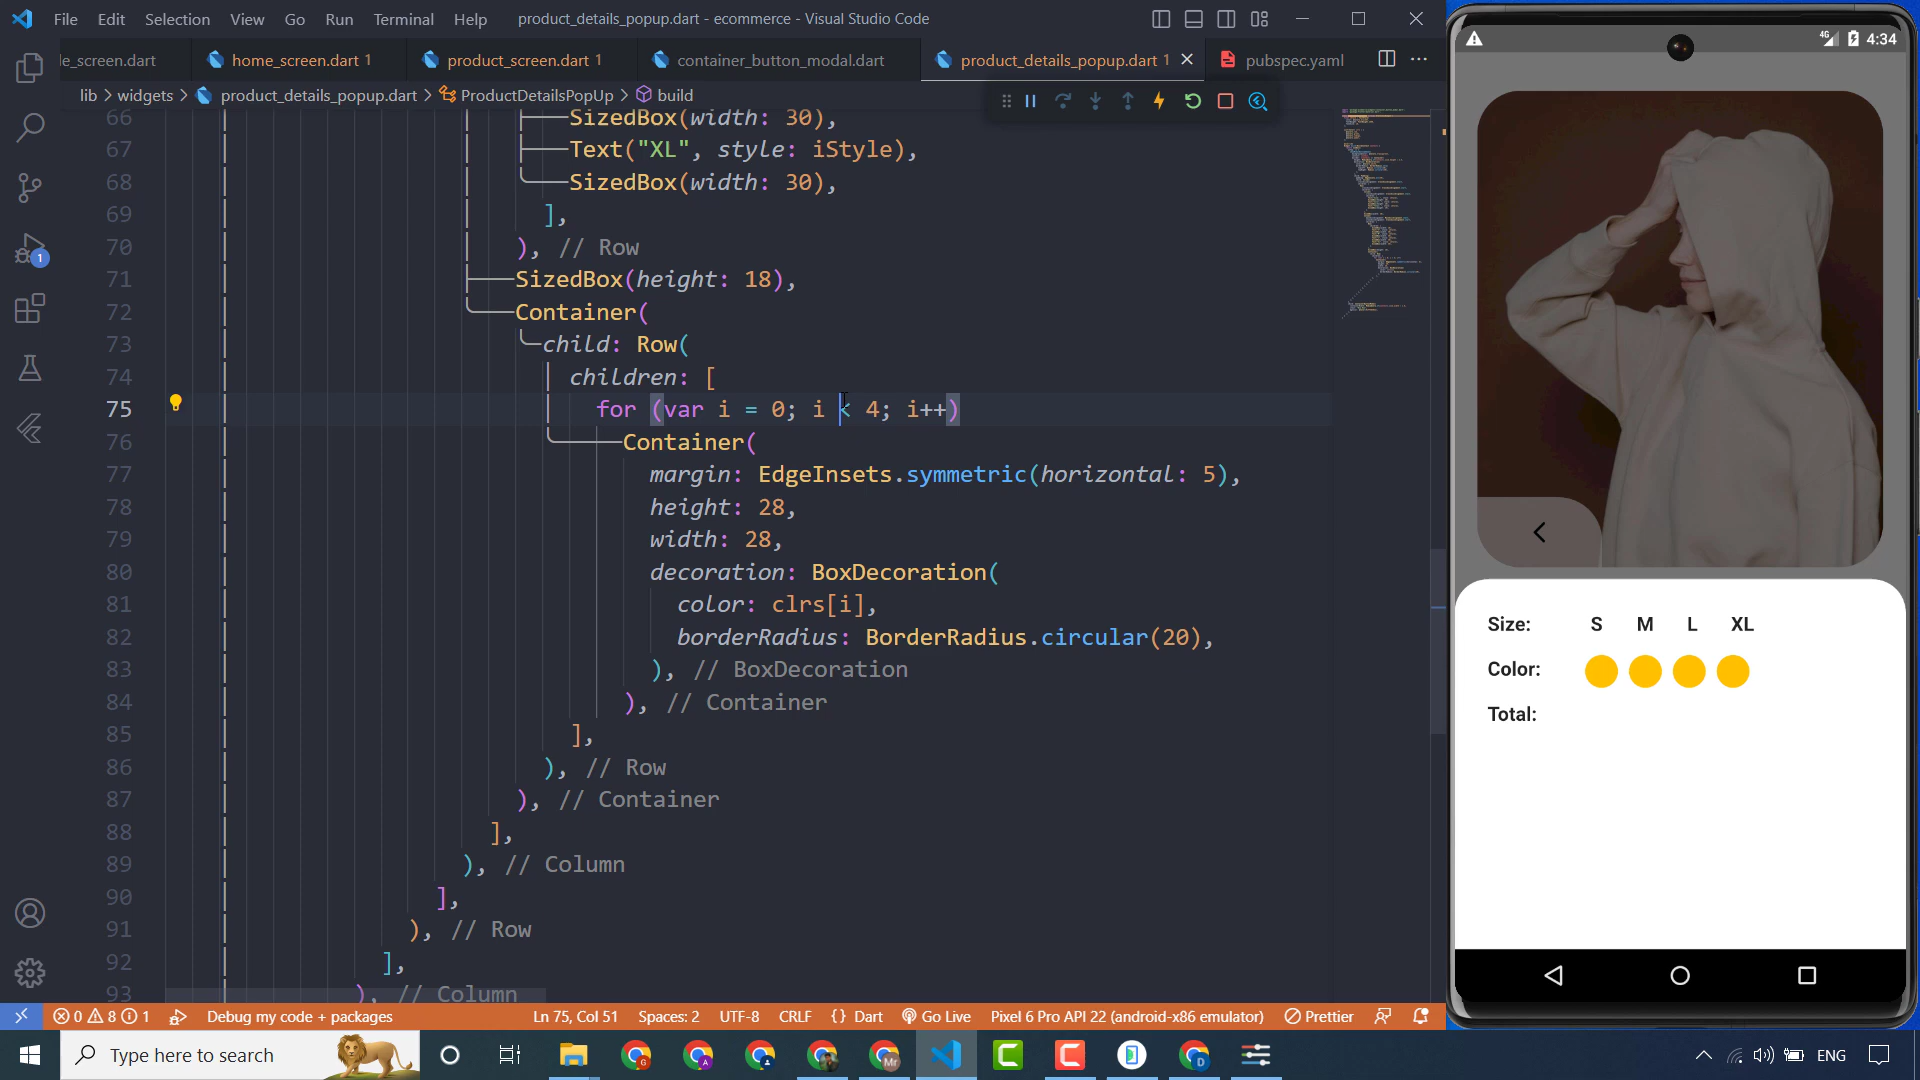 File Edit Selection View Go Run Terminal Help product_details_popup.dart - ecommerce - Visual Studio Code
le_screen.dart home_screen.dart 1 product_screen.dart 1 container_button_modal.dart product_details_popup.dart 1 pubspec.yaml
lib > widgets > product_details_popup.dart > ProductDetailsPopUp > build
66 SizedBox(width: 30),
67 Text("XL", style: iStyle),
68 SizedBox(width: 30),
69 ],
70 ), // Row
71 SizedBox(height: 18),
72 Container(
73 child: Row(
74 children: [
75 for (var i = 0; i < 4; i++)
76 Container(
77 margin: EdgeInsets.symmetric(horizontal: 5),
78 height: 28,
79 width: 28,
80 decoration: BoxDecoration(
81 color: clrs[i],
82 borderRadius: BorderRadius.circular(20),
83 ), // BoxDecoration
84 ), // Container
85 ],
86 ), // Row
87 ), // Container
88 ],
89 ), // Column
90 ],
91 ), // Row
92 ],
93 ), // Column
1
0 8 1 Debug my code + packages Ln 75, Col 51 Spaces: 2 UTF-8 CRLF {} Dart Go Live Pixel 6 Pro API 22 (android-x86 emulator) Prettier
Type here to search
ENG
4G 4:34
Size: S M L XL
Color:
Total: